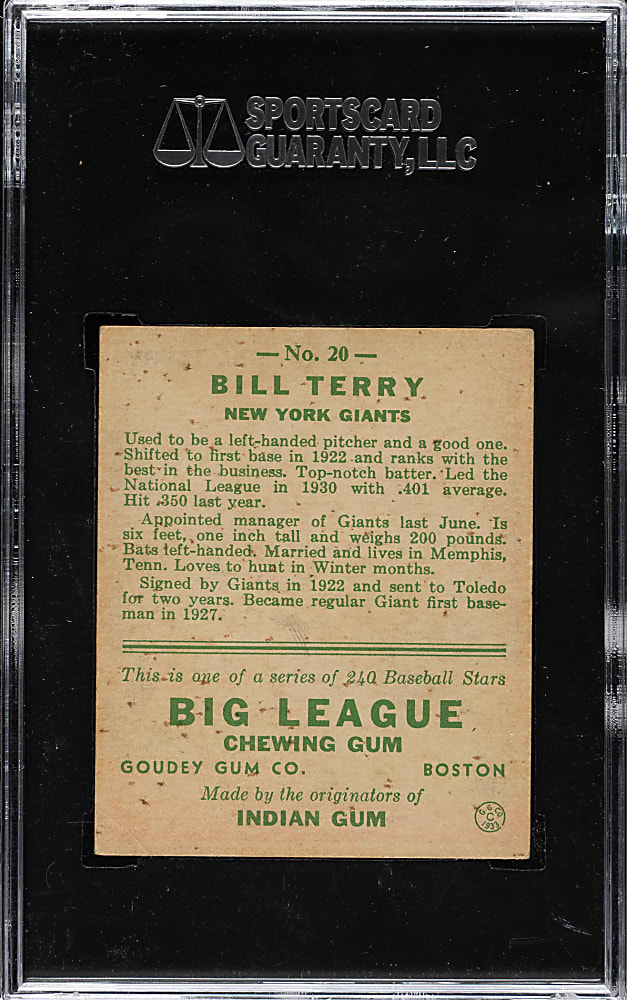 SPORTSCARD
GUARANTY, LLC
— No. 20 —
BILL TERRY
NEW YORK GIANTS
Used to be a left-handed pitcher and a good one.
Shifted to first base in 1922 and ranks with the
best in the business. Top-notch batter. Led the
National League in 1930 with .401 average.
Hit .350 last year.
Appointed manager of Giants last June. Is
six feet, one inch tall and weighs 200 pounds.
Bats left-handed. Married and lives in Memphis,
Tenn. Loves to hunt in Winter months.
Signed by Giants in 1922 and sent to Toledo
for two years. Became regular Giant first base-
man in 1927.
This is one of a series of 240 Baseball Stars
BIG LEAGUE
CHEWING GUM
GOUDEY GUM CO. BOSTON
Made by the originators of
INDIAN GUM
G. G. CO.
C
1933